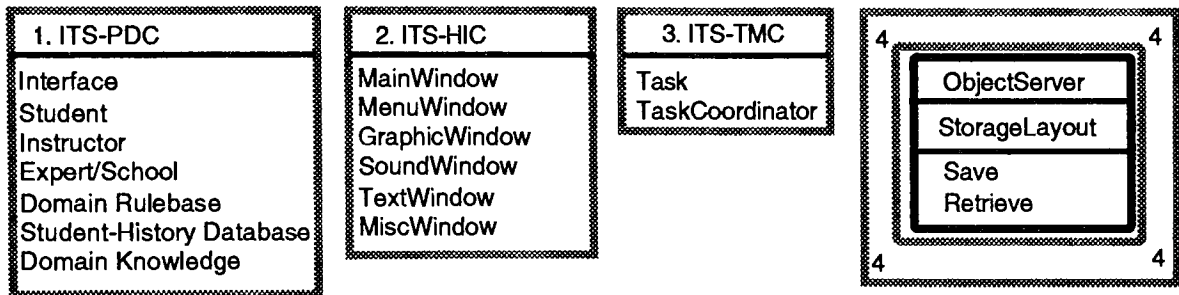 1. ITS-PDC
Interface
Student
Instructor
Expert/School
Domain Rulebase
Student-History Database
Domain Knowledge
2. ITS-HIC
MainWindow
MenuWindow
GraphicWindow
SoundWindow
TextWindow
MiscWindow
3. ITS-TMC
Task
TaskCoordinator
4 4
ObjectServer
StorageLayout
Save
Retrieve
4 4